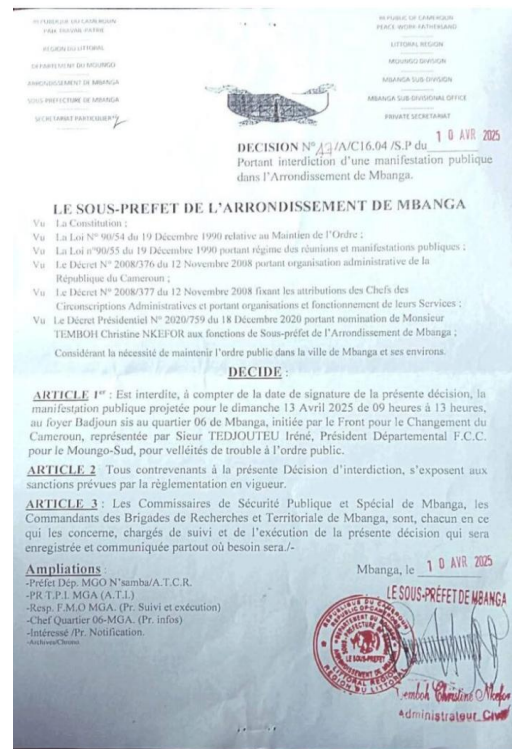 REPUBLIQUE DU CAMEROUN
PAIX-TRAVAIL-PATRIE
REGION DU LITTORAL
DEPARTEMENT DU MOUNGO
ARRONDISSEMENT DE MBANGA
SOUS-PREFECTURE DE MBANGA
SECRETARIAT PARTICULIER
REPUBLIC OF CAMEROON
PEACE-WORK-FATHERLAND
LITTORAL REGION
MOUNGO DIVISION
MBANGA SUB-DIVISION
MBANGA SUB-DIVISIONAL OFFICE
PRIVATE SECRETARIAT
DECISION N° /A/C16.04 /S.P du 10 AVR 2025
Portant interdiction d'une manifestation publique
dans l'Arrondissement de Mbanga.
LE SOUS-PREFET DE L'ARRONDISSEMENT DE MBANGA
Vu La Constitution ;
Vu La Loi N° 90/54 du 19 Décembre 1990 relative au Maintien de l'Ordre ;
Vu La Loi n°90/55 du 19 Décembre 1990 portant régime des réunions et manifestations publiques ;
Vu Le Décret N° 2008/376 du 12 Novembre 2008 portant organisation administrative de la
République du Cameroun ;
Vu Le Décret N° 2008/377 du 12 Novembre 2008 fixant les attributions des Chefs des
Circonscriptions Administratives et portant organisations et fonctionnement de leurs Services ;
Vu Le Décret Présidentiel N° 2020/759 du 18 Décembre 2020 portant nomination de Monsieur
TEMBOH Christine NKEFOR aux fonctions de Sous-préfet de l'Arrondissement de Mbanga ;
Considérant la nécessité de maintenir l'ordre public dans la ville de Mbanga et ses environs.
DECIDE :
ARTICLE 1er : Est interdite, à compter de la date de signature de la présente décision, la
manifestation publique projetée pour le dimanche 13 Avril 2025 de 09 heures à 13 heures,
au foyer Badjoun sis au quartier 06 de Mbanga, initiée par le Front pour le Changement du
Cameroun, représentée par Sieur TEDJOUTEU Iréné, Président Départemental F.C.C.
pour le Moungo-Sud, pour velléités de trouble à l'ordre public.
ARTICLE 2 Tous contrevenants à la présente Décision d'interdiction, s'exposent aux
sanctions prévues par la règlementation en vigueur.
ARTICLE 3 : Les Commissaires de Sécurité Publique et Spécial de Mbanga, les
Commandants des Brigades de Recherches et Territoriale de Mbanga, sont, chacun en ce
qui les concerne, chargés de suivi et de l'exécution de la présente décision qui sera
enregistrée et communiquée partout où besoin sera./-
Ampliations :
-Préfet Dép. MGO N'samba/A.T.C.R.
-PR T.P.I. MGA (A.T.I.)
-Resp. F.M.O MGA. (Pr. Suivi et exécution)
-Chef Quartier 06-MGA. (Pr. infos)
-Intéressé /Pr. Notification.
-Archives/Chrono.
Mbanga, le 10 AVR 2025
LE SOUS-PREFET DE MBANGA
LE SOUS-PREFET
REGION DU LITTORAL
Temboh Christine Nkefor
Administrateur Civil